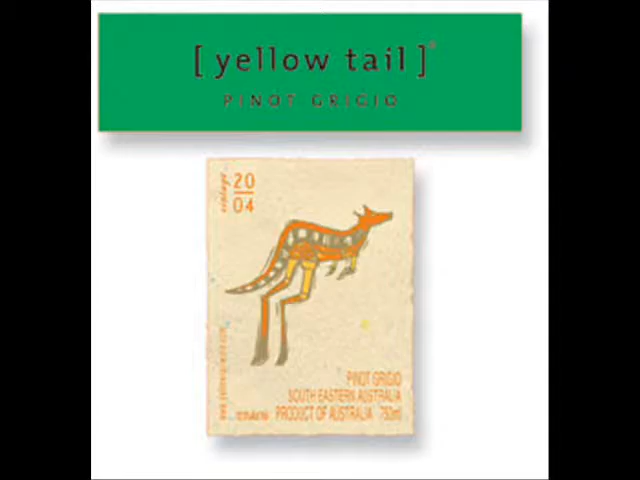 [ yellow tail ]®
PINOT GRIGIO
vintage
20
04
PINOT GRIGIO
SOUTH EASTERN AUSTRALIA
PRODUCT OF AUSTRALIA 750ml